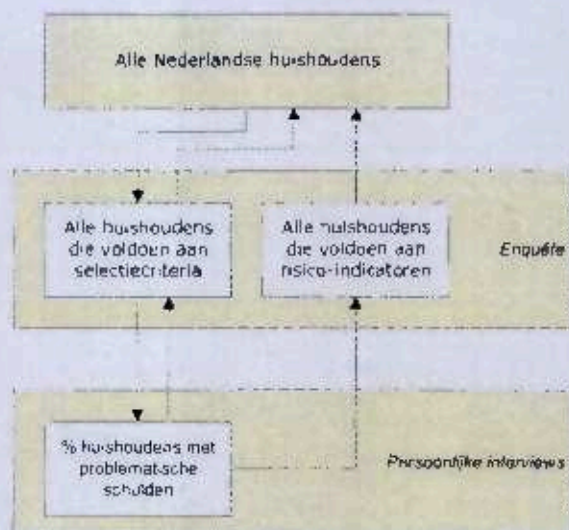 Alle Nederlandse huishoudens
Alle huishoudens
die voldoen aan
selectiecriteria
Alle huishoudens
die voldoen aan
risico-indicatoren
Enquête
% huishoudens met
problematische
schulden
Persoonlijke interviews